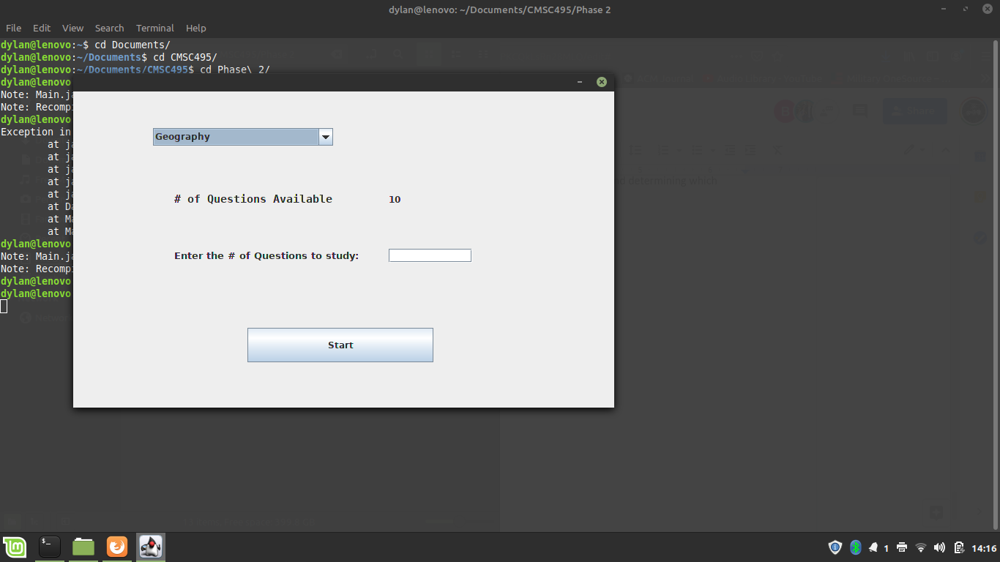 dylan@lenovo: ~/Documents/CMSC495/Phase 2
File Edit View Search Terminal Help
dylan@lenovo:~$ cd Documents/
dylan@lenovo:~/Documents$ cd CMSC495/
dylan@lenovo:~/Documents/CMSC495$ cd Phase\ 2/
dylan@lenovo
Note: Main.ja
Note: Recomp
dylan@lenovo
Exception in
at ja
at ja
at ja
at ja
at ja
at Da
at Ma
at Ma
dylan@lenovo
Note: Main.ja
Note: Recomp
dylan@lenovo
dylan@lenovo
Geography
# of Questions Available 10
Enter the # of Questions to study:
Start
Share
nd determining which
1 14:16